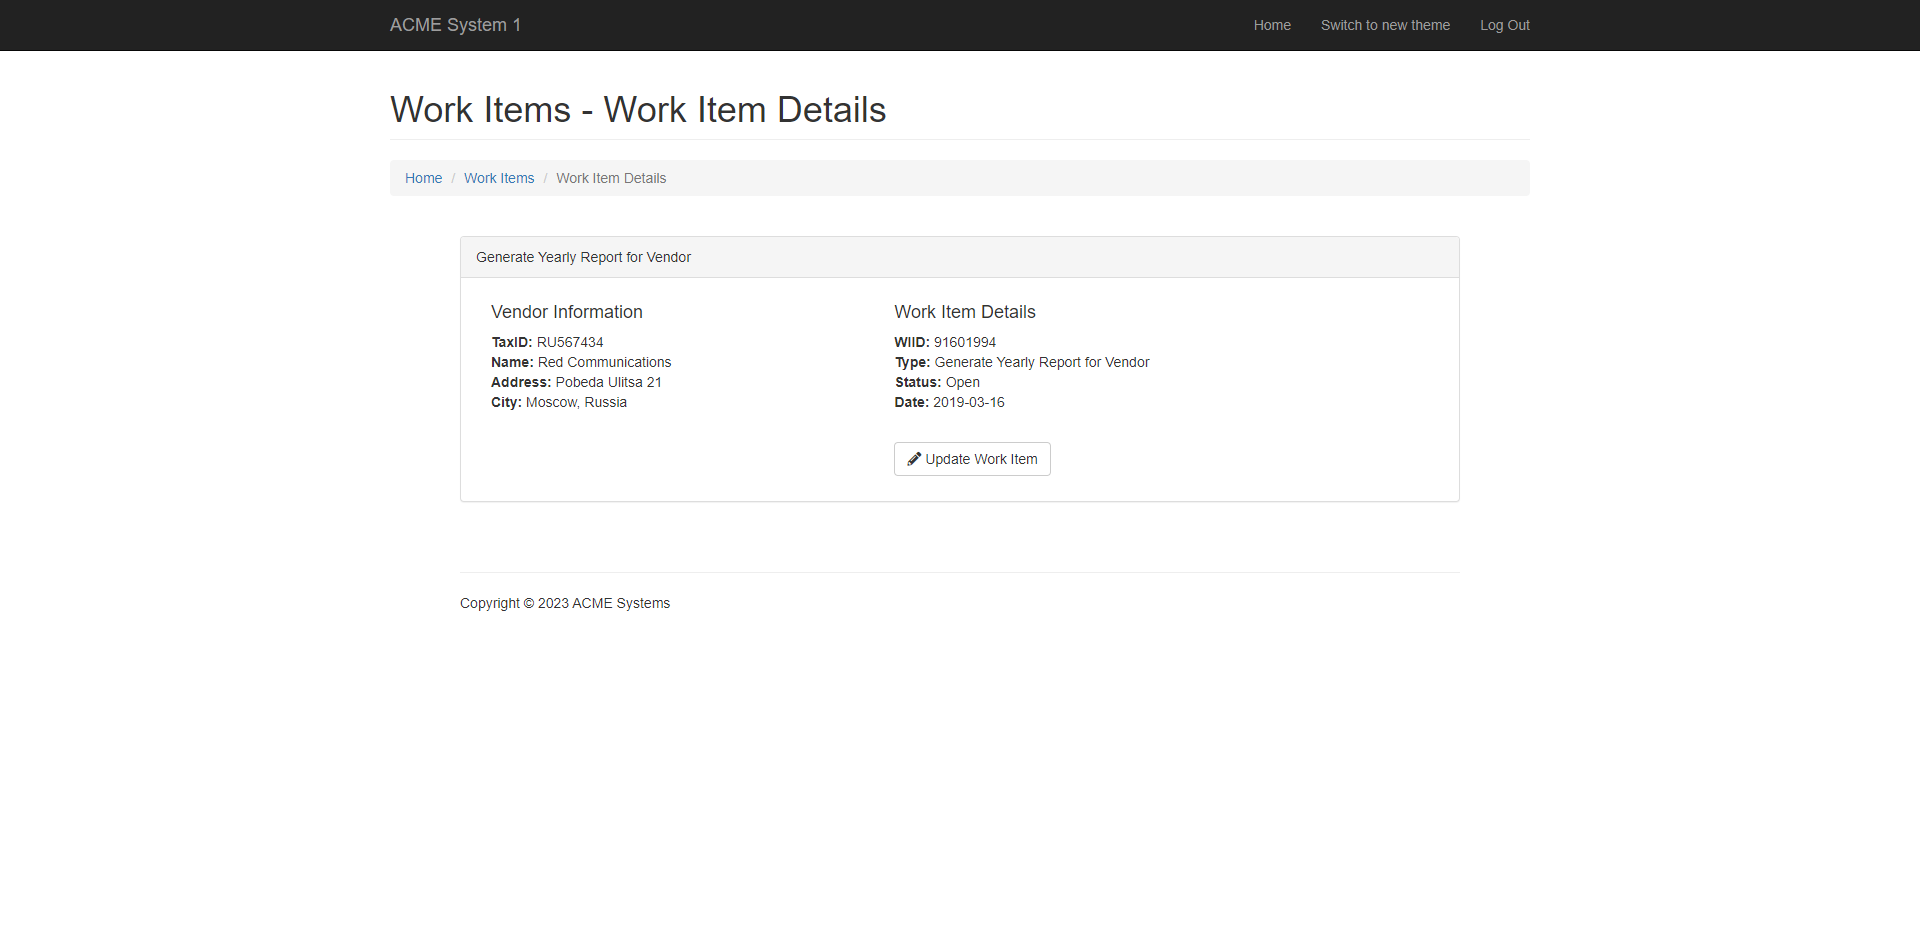 ACME System 1
Home
Switch to new theme
Log Out
Work Items - Work Item Details
Home / Work Items / Work Item Details
Generate Yearly Report for Vendor
Vendor Information
TaxID: RU567434
Name: Red Communications
Address: Pobeda Ulitsa 21
City: Moscow, Russia
Work Item Details
WIID: 91601994
Type: Generate Yearly Report for Vendor
Status: Open
Date: 2019-03-16
Update Work Item
Copyright © 2023 ACME Systems